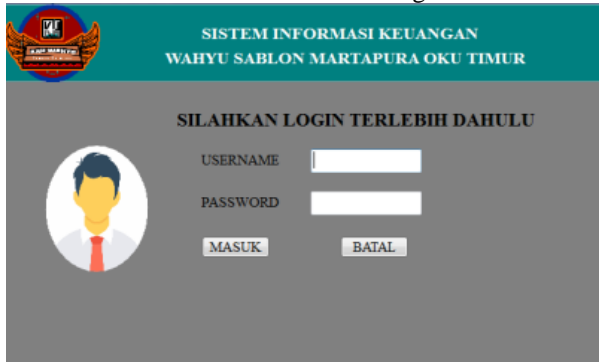 SISTEM INFORMASI KEUANGAN
WAHYU SABLON MARTAPURA OKU TIMUR
SILAHKAN LOGIN TERLEBIH DAHULU
USERNAME
PASSWORD
MASUK BATAL